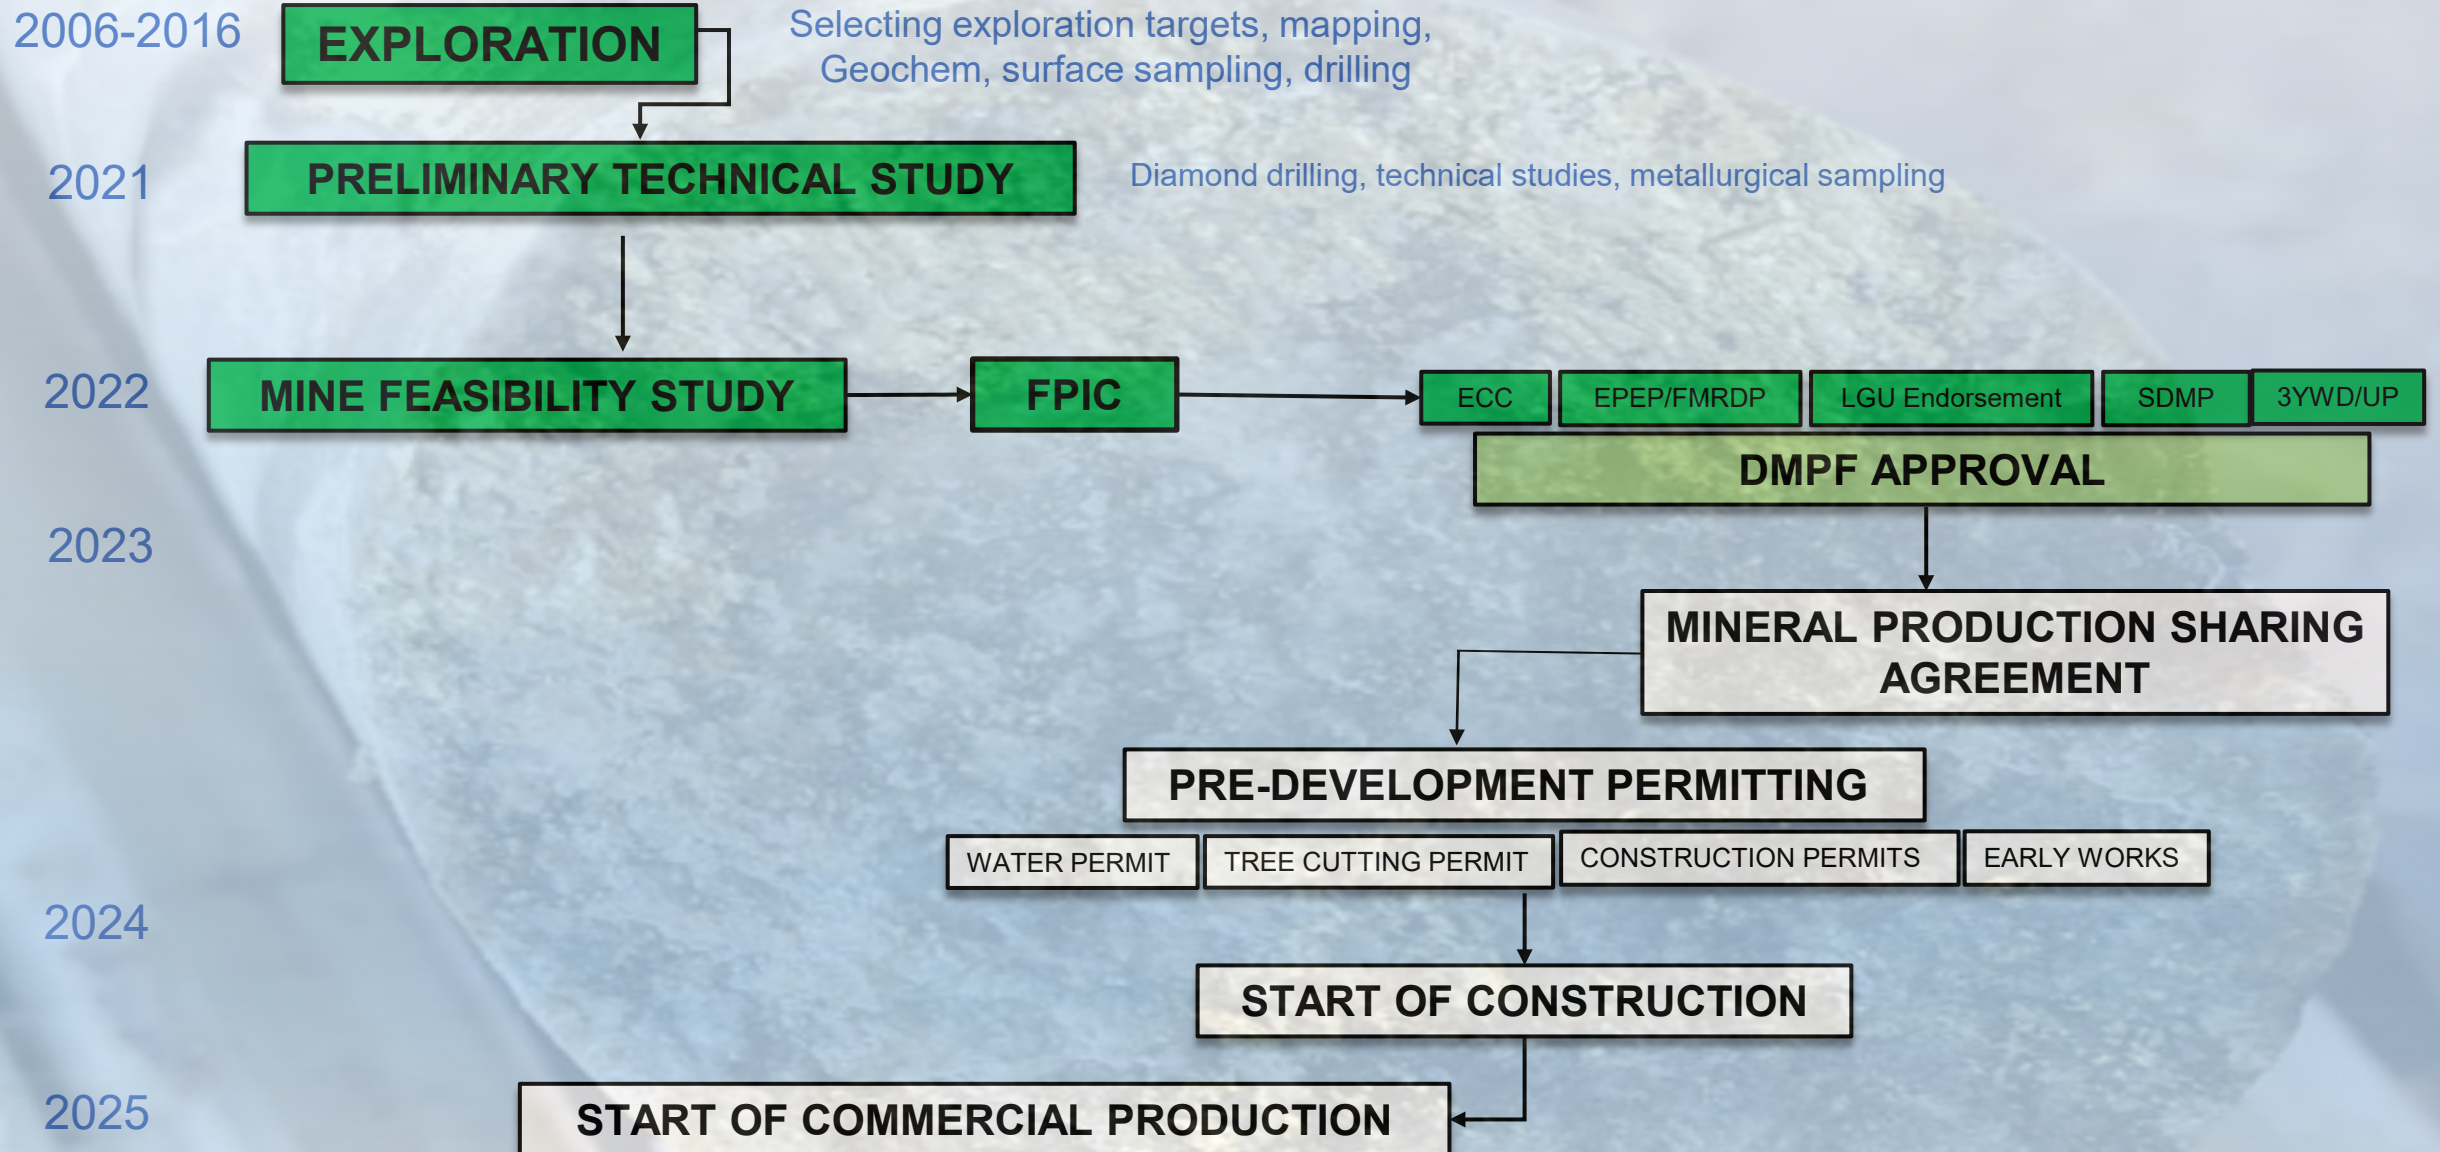 2006-2016
EXPLORATION
Selecting exploration targets, mapping,
Geochem, surface sampling, drilling
2021
PRELIMINARY TECHNICAL STUDY
Diamond drilling, technical studies, metallurgical sampling
2022
MINE FEASIBILITY STUDY
FPIC
ECC
EPEP/FMRDP
LGU Endorsement
SDMP
3YWD/UP
DMPF APPROVAL
2023
MINERAL PRODUCTION SHARING
AGREEMENT
PRE-DEVELOPMENT PERMITTING
WATER PERMIT
TREE CUTTING PERMIT
CONSTRUCTION PERMITS
EARLY WORKS
2024
START OF CONSTRUCTION
2025
START OF COMMERCIAL PRODUCTION